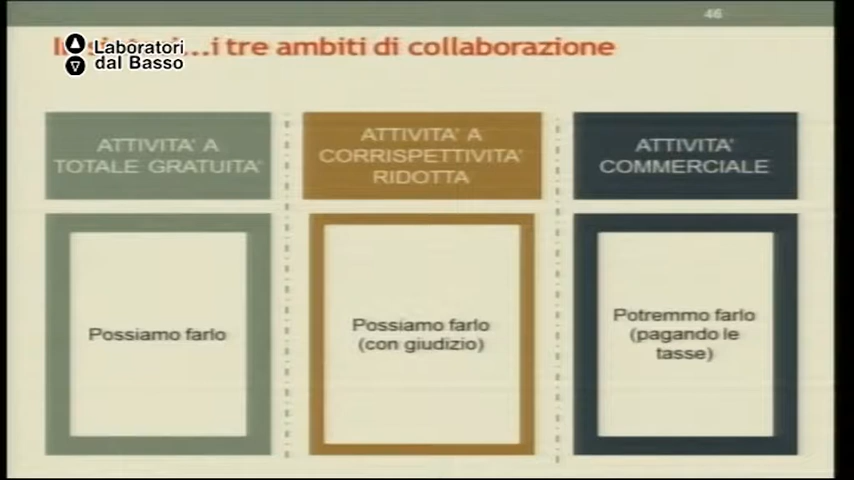 46
...i tre ambiti di collaborazione
Laboratori
dal Basso
ATTIVITA' A
TOTALE GRATUITA'
ATTIVITA' A
CORRISPETTIVITA'
RIDOTTA
ATTIVITA'
COMMERCIALE
Possiamo farlo
Possiamo farlo
(con giudizio)
Potremmo farlo
(pagando le
tasse)